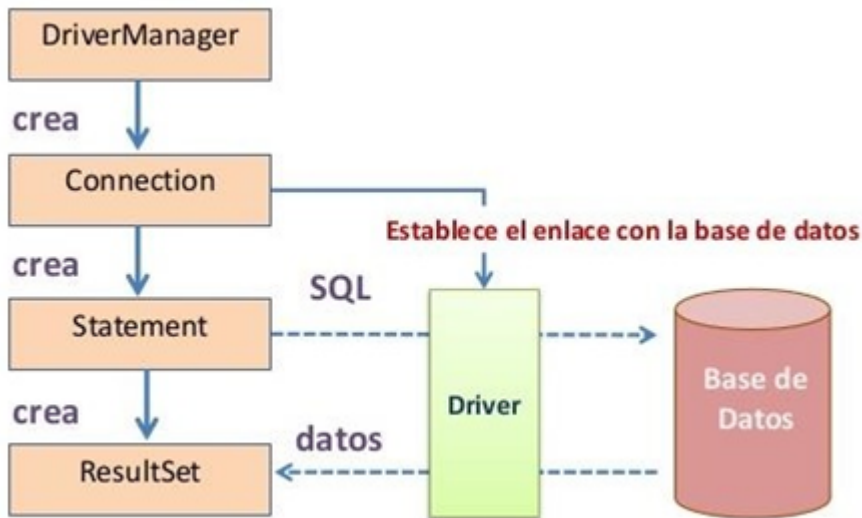 DriverManager
crea
Connection
Establece el enlace con la base de datos
crea
SQL
Statement
Driver
Base de
Datos
crea
datos
ResultSet